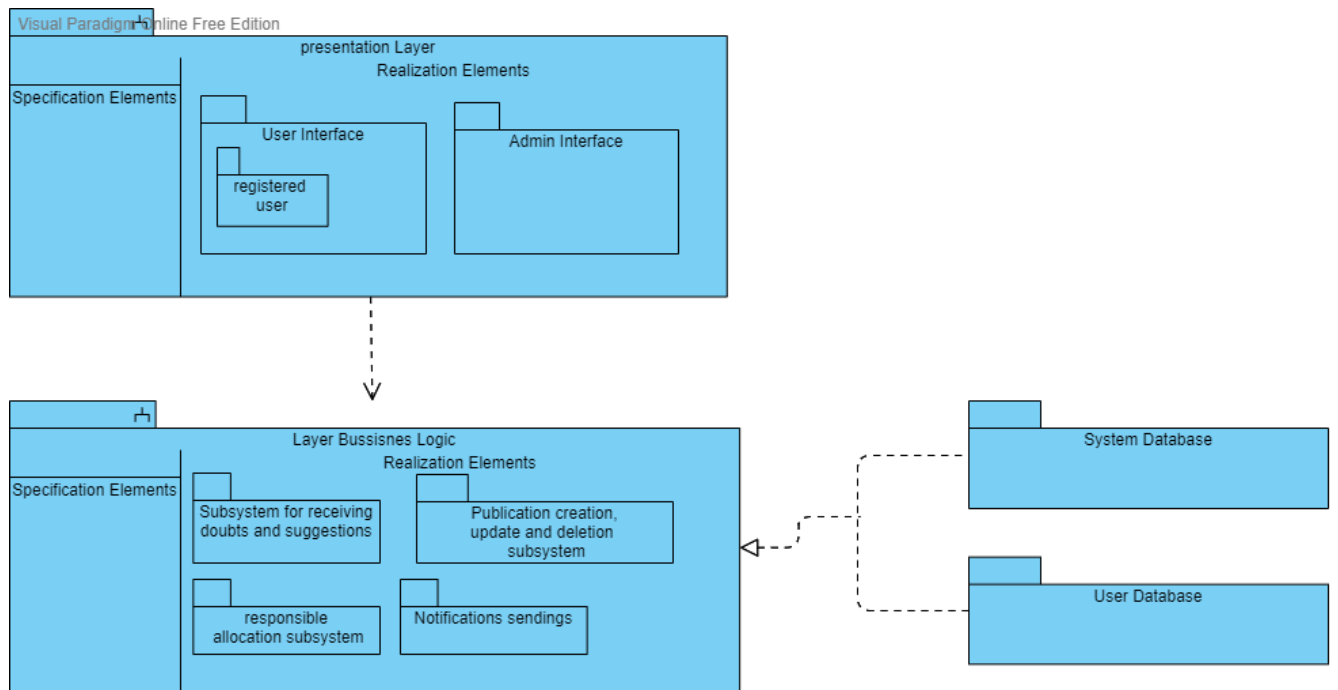 Visual Paradigm Online Free Edition
presentation Layer
Realization Elements
Specification Elements
User Interface
registered
user
Admin Interface
Layer Bussisnes Logic
Realization Elements
Specification Elements
Subsystem for receiving
doubts and suggestions
Publication creation,
update and deletion
subsystem
responsible
allocation subsystem
Notifications sendings
System Database
User Database